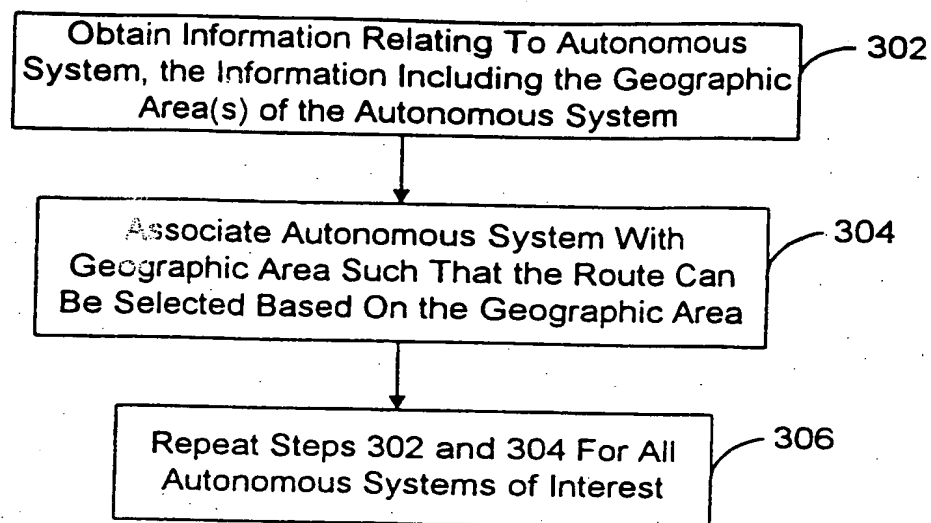 Obtain Information Relating To Autonomous
System, the Information Including the Geographic
Area(s) of the Autonomous System
302
Associate Autonomous System With
Geographic Area Such That the Route Can
Be Selected Based On the Geographic Area
304
Repeat Steps 302 and 304 For All
Autonomous Systems of Interest
306